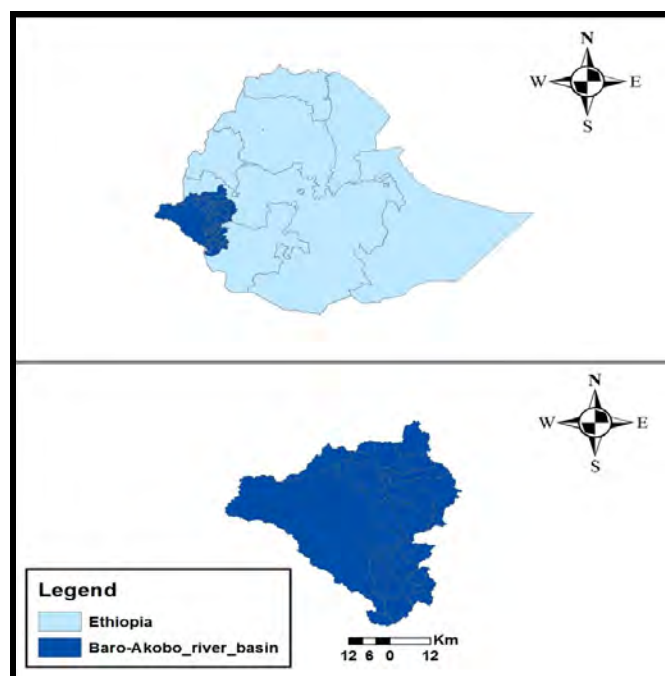 N
W E
S
N
W E
S
Legend
Ethiopia
Baro-Akobo_river_basin
Km
12 6 0 12